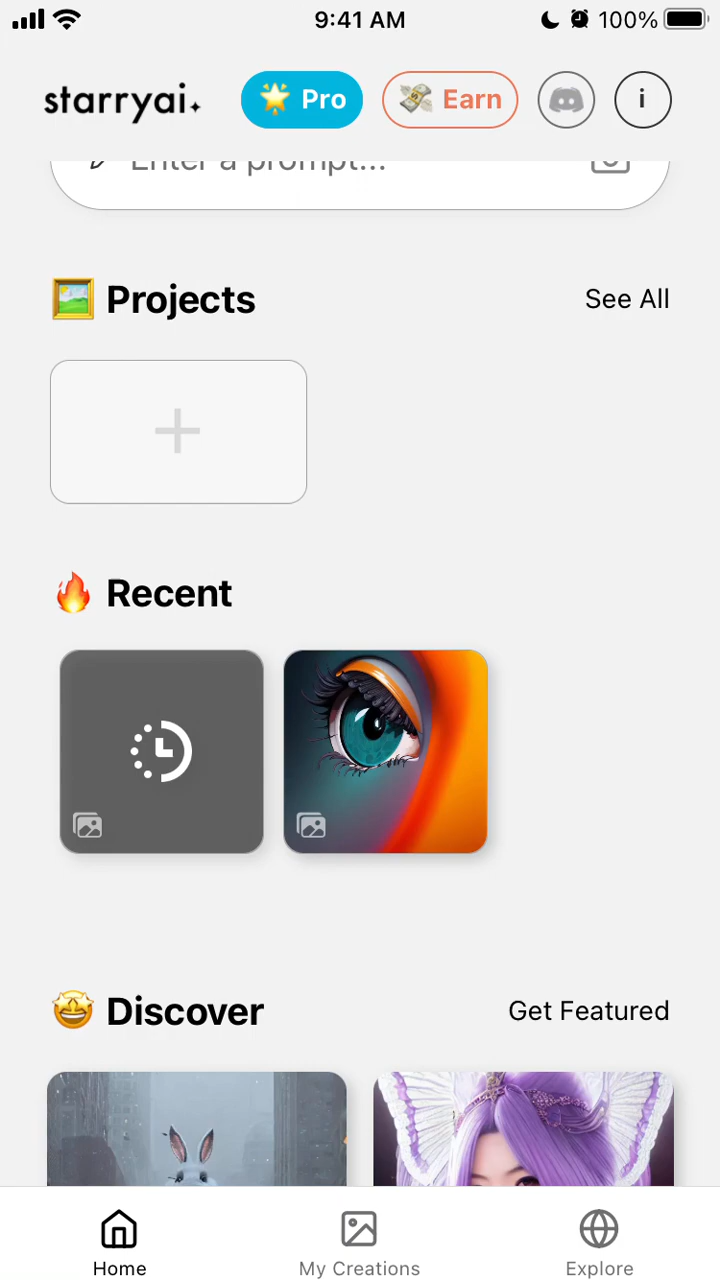 9:41 AM
100%
starryai
Pro
Earn
i
Enter a prompt...
Projects
See All
Recent
Discover
Get Featured
Home
My Creations
Explore